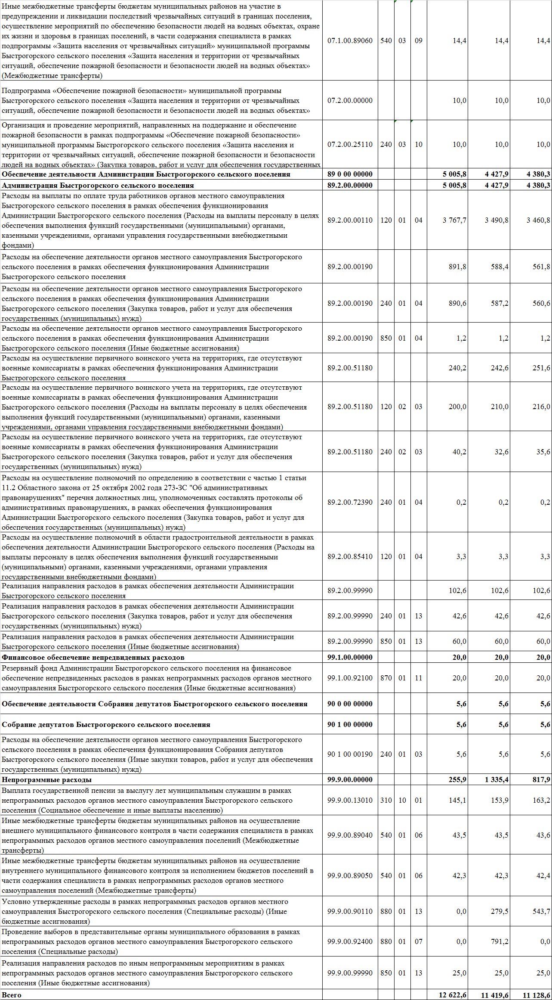 Иные межбюджетные трансферты бюджетам муниципальных районов на участие в
предупреждении и ликвидации последствий чрезвычайных ситуаций в границах поселения,
осуществление мероприятий по обеспечению безопасности людей на водных объектах, охране
их жизни и здоровья в границах поселений, в части содержания специалиста в рамках
подпрограммы «Защита населения от чрезвычайных ситуаций» муниципальной программы
Быстрогорского сельского поселения «Защита населения и территории от чрезвычайных
ситуаций, обеспечение пожарной безопасности и безопасности людей на водных объектах»
(Межбюджетные трансферты)
07.1.00.89060 540 03 09 14,4 14,4 14,4
Подпрограмма «Обеспечение пожарной безопасности» муниципальной программы
Быстрогорского сельского поселения «Защита населения и территории от чрезвычайных
ситуаций, обеспечение пожарной безопасности и безопасности людей на водных объектах»
07.2.00.00000 10,0 10,0 10,0
Организация и проведение мероприятий, направленных на поддержание и обеспечение
пожарной безопасности в рамках подпрограммы «Обеспечение пожарной безопасности»
муниципальной программы Быстрогорского сельского поселения «Защита населения и
территории от чрезвычайных ситуаций, обеспечение пожарной безопасности и безопасности
людей на водных объектах» (Закупка товаров, работ и услуг для обеспечения государственных
07.2.00.25110 240 03 10 10,0 10,0 10,0
Обеспечение деятельности Администрации Быстрогорского сельского поселения 89 0 00 00000 5 005,8 4 427,9 4 380,3
Администрация Быстрогорского сельского поселения 89.2.00.00000 5 005,8 4 427,9 4 380,3
Расходы на выплаты по оплате труда работников органов местного самоуправления
Быстрогорского сельского поселения в рамках обеспечения функционирования
Администрации Быстрогорского сельского поселения (Расходы на выплаты персоналу в целях
обеспечения выполнения функций государственными (муниципальными) органами,
казенными учреждениями, органами управления государственными внебюджетными
фондами)
89.2.00.00110 120 01 04 3 767,7 3 490,8 3 460,8
Расходы на обеспечение деятельности органов местного самоуправления Быстрогорского
сельского поселения в рамках обеспечения функционирования Администрации
Быстрогорского сельского поселения
89.2.00.00190 891,8 588,4 561,8
Расходы на обеспечение деятельности органов местного самоуправления Быстрогорского
сельского поселения в рамках обеспечения функционирования Администрации
Быстрогорского сельского поселения (Закупка товаров, работ и услуг для обеспечения
государственных (муниципальных) нужд)
89.2.00.00190 240 01 04 890,6 587,2 560,6
Расходы на обеспечение деятельности органов местного самоуправления Быстрогорского
сельского поселения в рамках обеспечения функционирования Администрации
Быстрогорского сельского поселения (Иные бюджетные ассигнования)
89.2.00.00190 850 01 04 1,2 1,2 1,2
Расходы на осуществление первичного воинского учета на территориях, где отсутствуют
военные комиссариаты в рамках обеспечения функционирования Администрации
Быстрогорского сельского поселения
89.2.00.51180 240,2 242,6 251,6
Расходы на осуществление первичного воинского учета на территориях, где отсутствуют
военные комиссариаты в рамках обеспечения функционирования Администрации
Быстрогорского сельского поселения (Расходы на выплаты персоналу в целях обеспечения
выполнения функций государственными (муниципальными) органами, казенными
учреждениями, органами управления государственными внебюджетными фондами)
89.2.00.51180 120 02 03 200,0 210,0 216,0
Расходы на осуществление первичного воинского учета на территориях, где отсутствуют
военные комиссариаты в рамках обеспечения функционирования Администрации
Быстрогорского сельского поселения (Закупка товаров, работ и услуг для обеспечения
государственных (муниципальных) нужд)
89.2.00.51180 240 02 03 40,2 32,6 35,6
Расходы на осуществление полномочий по определению в соответствии с частью 1 статьи
11.2 Областного закона от 25 октября 2002 года 273-ЗС "Об административных
правонарушениях" перечня должностных лиц, уполномоченных составлять протоколы об
административных правонарушениях, в рамках обеспечения функционирования
Администрации Быстрогорского сельского поселения (Закупка товаров, работ и услуг для
обеспечения государственных (муниципальных) нужд)
89.2.00.72390 240 01 04 0,2 0,2 0,2
Расходы на осуществление полномочий в области градостроительной деятельности в рамках
обеспечения деятельности Администрации Быстрогорского сельского поселения (Расходы на
выплаты персоналу в целях обеспечения выполнения функций государственными
(муниципальными) органами, казенными учреждениями, органами управления
государственными внебюджетными фондами)
89.2.00.85410 120 01 04 3,3 3,3 3,3
Реализация направления расходов в рамках обеспечения деятельности Администрации
Быстрогорского сельского поселения
89.2.00.99990 102,6 102,6 102,6
Реализация направления расходов в рамках обеспечения деятельности Администрации
Быстрогорского сельского поселения (Закупка товаров, работ и услуг для обеспечения
государственных (муниципальных) нужд)
89.2.00.99990 240 01 13 42,6 42,6 42,6
Реализация направления расходов в рамках обеспечения деятельности Администрации
Быстрогорского сельского поселения (Иные бюджетные ассигнования)
89.2.00.99990 850 01 13 60,0 60,0 60,0
Финансовое обеспечение непредвиденных расходов 99.1.00.00000 20,0 20,0 20,0
Резервный фонд Администрации Быстрогорского сельского поселения на финансовое
обеспечение непредвиденных расходов в рамках непрограммных расходов органов местного
самоуправления Быстрогорского сельского поселения (Иные бюджетные ассигнования)
99.1.00.92100 870 01 11 20,0 20,0 20,0
Обеспечение деятельности Собрания депутатов Быстрогорского сельского поселения 90 0 00 00000 5,6 5,6 5,6
Собрание депутатов Быстрогорского сельского поселения 90 1 00 00000 5,6 5,6 5,6
Расходы на обеспечение деятельности органов местного самоуправления Быстрогорского
сельского поселения в рамках обеспечения функционирования Собрания депутатов
Быстрогорского сельского поселения (Иные закупки товаров, работ и услуг для обеспечения
государственных (муниципальных) нужд)
90 1 00 00190 240 01 03 5,6 5,6 5,6
Непрограммные расходы 99.9.00.00000 255,9 1 335,4 817,9
Выплата государственной пенсии за выслугу лет муниципальным служащим в рамках
непрограммных расходов органов местного самоуправления Быстрогорского сельского
поселения (Социальное обеспечение и иные выплаты населению)
99.9.00.13010 310 10 01 145,1 153,9 163,2
Иные межбюджетные трансферты бюджетам муниципальных районов на осуществление
внешнего муниципального финансового контроля в части содержания специалиста в рамках
непрограммных расходов органов местного самоуправления поселений (Межбюджетные
трансферты)
99.9.00.89040 540 01 06 43,5 43,5 43,6
Иные межбюджетные трансферты бюджетам муниципальных районов на осуществление
внутреннего муниципального финансового контроля за исполнением бюджетов поселений в
части содержания специалиста в рамках непрограммных расходов органов местного
самоуправления поселений (Межбюджетные трансферты)
99.9.00.89050 540 01 06 42,3 42,3 42,4
Условно утвержденные расходы в рамках непрограммных расходов органов местного
самоуправления Быстрогорского сельского поселения (Специальные расходы) (Иные
бюджетные ассигнования)
99.9.00.90110 880 01 13 0,0 279,5 543,7
Проведение выборов в представительные органы муниципального образования в рамках
непрограммных расходов органов местного самоуправления Быстрогорского сельского
поселения (Специальные расходы)
99.9.00.92400 880 01 07 0,0 791,2 0,0
Реализация направления расходов по иным непрограммным мероприятиям в рамках
непрограммных расходов органов местного самоуправления Быстрогорского сельского
поселения (Иные бюджетные ассигнования)
99.9.00.99990 850 01 13 25,0 25,0 25,0
Всего 12 622,6 11 419,6 11 128,6